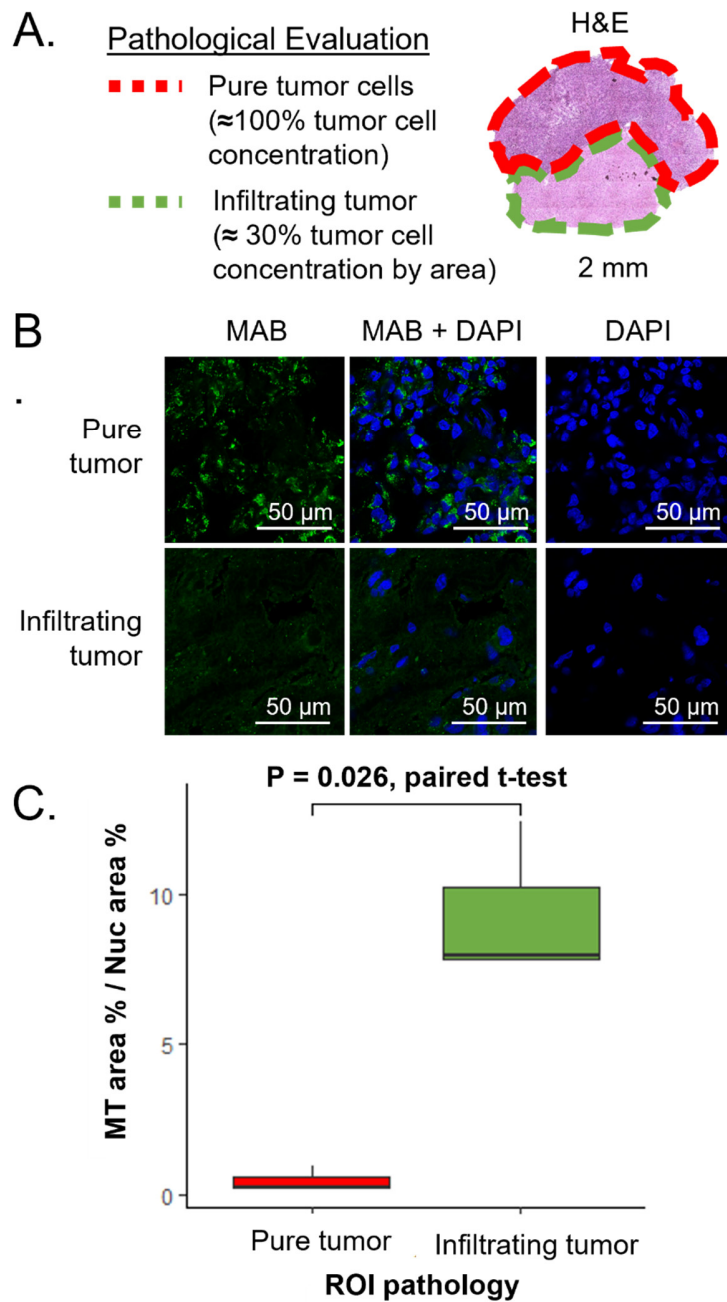 A.
Pathological Evaluation
Pure tumor cells
(≈100% tumor cell
concentration)
Infiltrating tumor
(≈ 30% tumor cell
concentration by area)
H&E
2 mm
B
.
MAB
MAB + DAPI
DAPI
Pure
tumor
50 µm
50 µm
50 µm
Infiltrating
tumor
50 µm
50 µm
50 µm
C.
P = 0.026, paired t-test
MT area % / Nuc area %
10
5
0
Pure tumor
Infiltrating tumor
ROI pathology